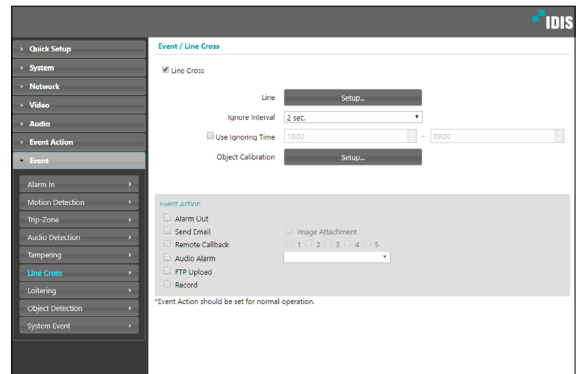 IDIS
Quick Setup
System
Network
Video
Audio
Event Action
Event
Alarm In
Motion Detection
Trip-Zone
Audio Detection
Tampering
Line Cross
Loitering
Object Detection
System Event
Event / Line Cross
Line Cross
Line Setup...
Ignore Interval 2 sec.
Use Ignoring Time 18:00 ~ 09:00
Object Calibration Setup...
Event Action
Alarm Out
Send Email Image Attachment
Remote Callback 1 2 3 4 5
Audio Alarm
FTP Upload
Record
*Event Action should be set for normal operation.